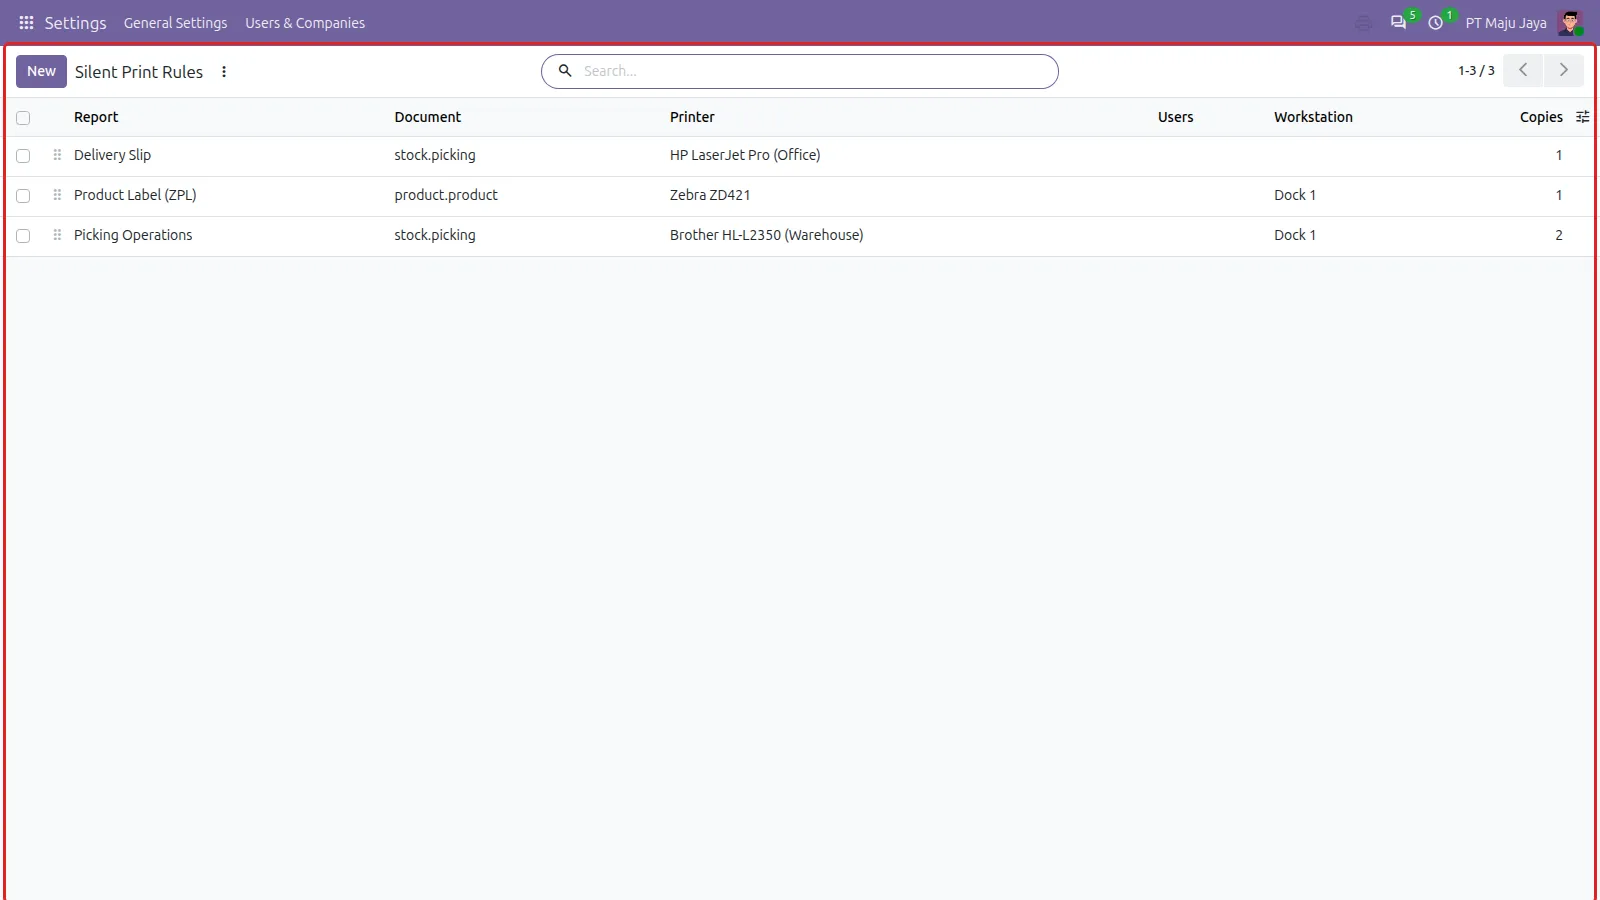 Settings General Settings Users & Companies 5 1 PT Maju Jaya
New Silent Print Rules Search... 1-3 / 3
Report Document Printer Users Workstation Copies
Delivery Slip stock.picking HP LaserJet Pro (Office) 1
Product Label (ZPL) product.product Zebra ZD421 Dock 1 1
Picking Operations stock.picking Brother HL-L2350 (Warehouse) Dock 1 2